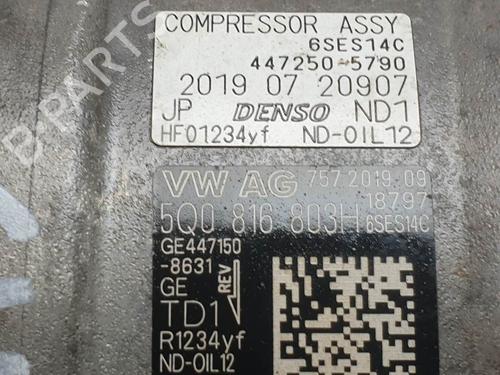 COMPRESSOR ASSY
6SES14C
447250-5790
2019 07 20907
JP DENSO ND1
HF01234yf ND-OIL12
VW AG 757 2019.09
18797
5Q0 816 803H 6SES14C
GE447150
-8631
GE
REV
TD1
R1234yf
ND-OIL12
B-PARTS